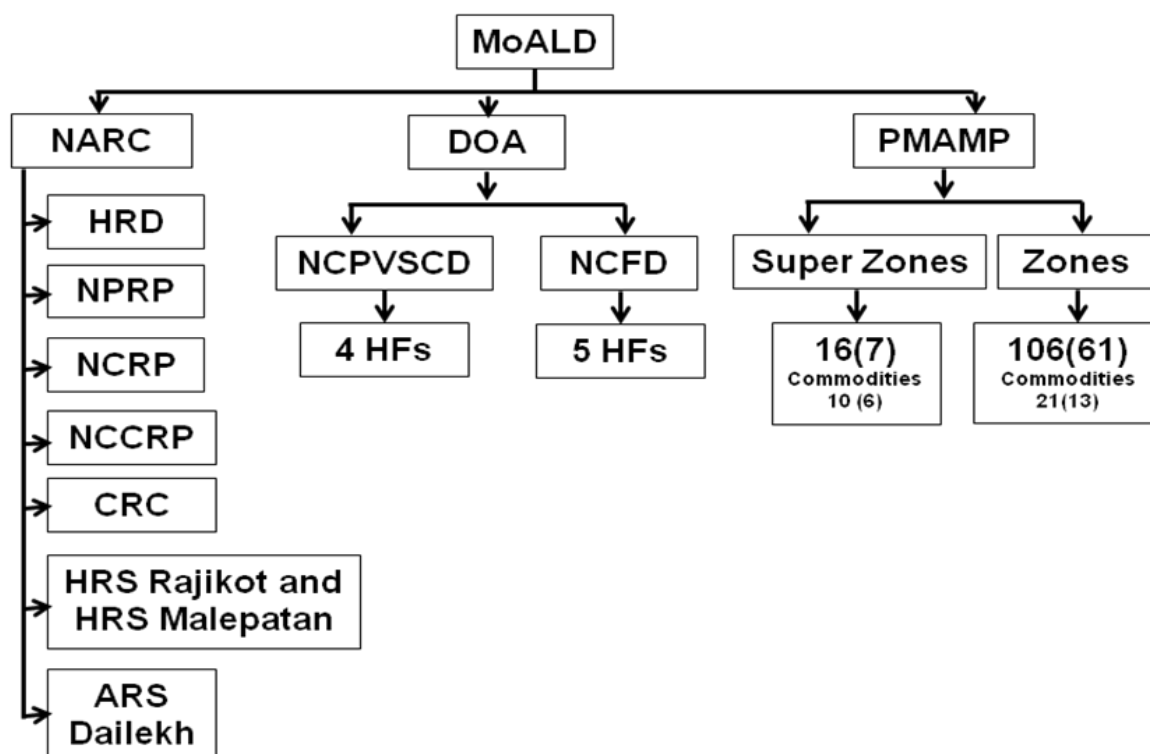 MoALD
NARC
DOA
PMAMP
HRD
NPRP
NCRP
NCCRP
CRC
HRS Rajikot and
HRS Malepatan
ARS
Dailekh
NCPVSCD
NCFD
4 HFs
5 HFs
Super Zones
Zones
16(7)
Commodities
10 (6)
106(61)
Commodities
21(13)